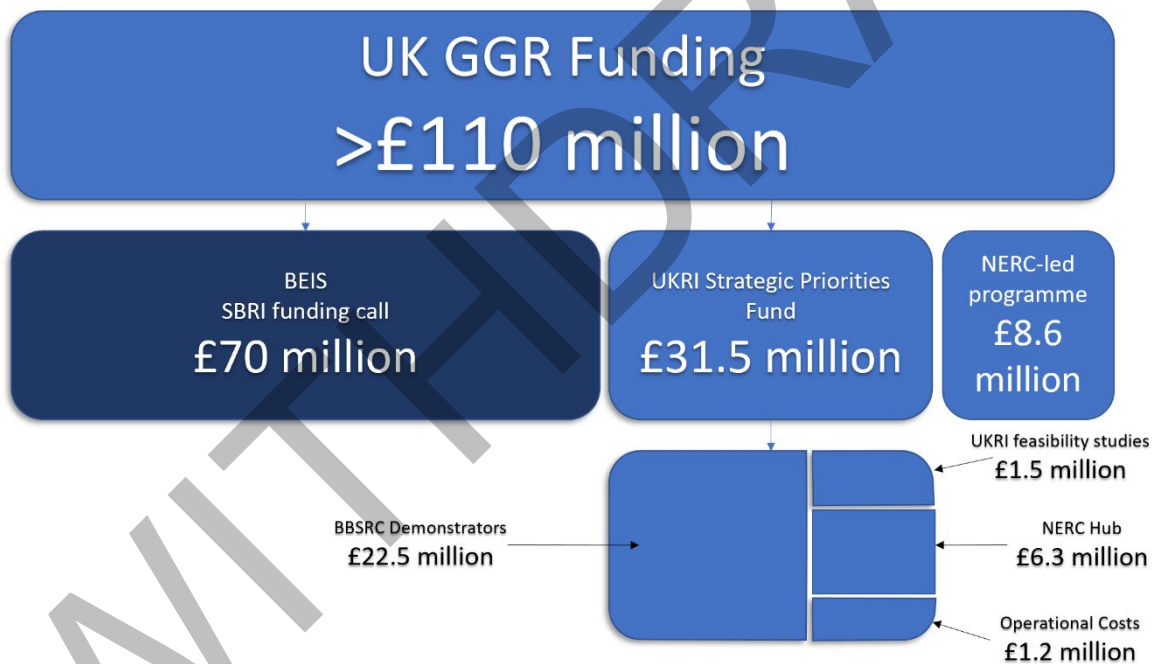 UK GGR Funding
>£110 million
BEIS
SBRI funding call
£70 million
UKRI Strategic Priorities
Fund
£31.5 million
NERC-led
programme
£8.6
million
UKRI feasibility studies
£1.5 million
BBSRC Demonstrators
£22.5 million
NERC Hub
£6.3 million
Operational Costs
£1.2 million
WITHDRA